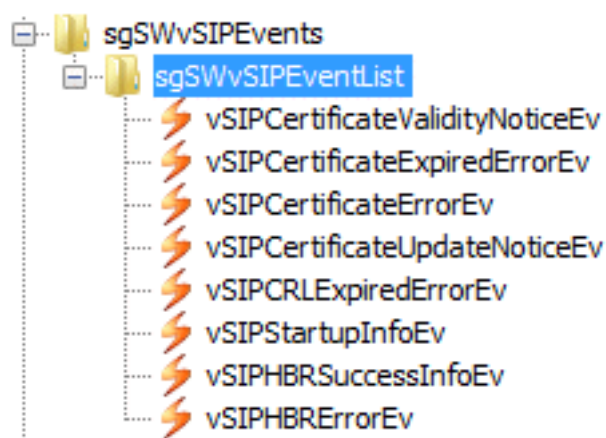 sgSWvSIPEvents
sgSWvSIPEventList
vSIPCertificateValidityNoticeEv
vSIPCertificateExpiredErrorEv
vSIPCertificateErrorEv
vSIPCertificateUpdateNoticeEv
vSIPCRLExpiredErrorEv
vSIPStartupInfoEv
vSIPHBRSuccessInfoEv
vSIPHBRErrorEv